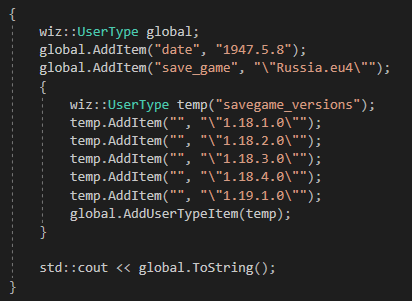 {
wiz::UserType global;
global.AddItem("date", "1947.5.8");
global.AddItem("save_game", "\"Russia.eu4\"");
{
wiz::UserType temp("savegame_versions");
temp.AddItem("", "\"1.18.1.0\"");
temp.AddItem("", "\"1.18.2.0\"");
temp.AddItem("", "\"1.18.3.0\"");
temp.AddItem("", "\"1.18.4.0\"");
temp.AddItem("", "\"1.19.1.0\"");
global.AddUserTypeItem(temp);
}
std::cout << global.ToString();
}